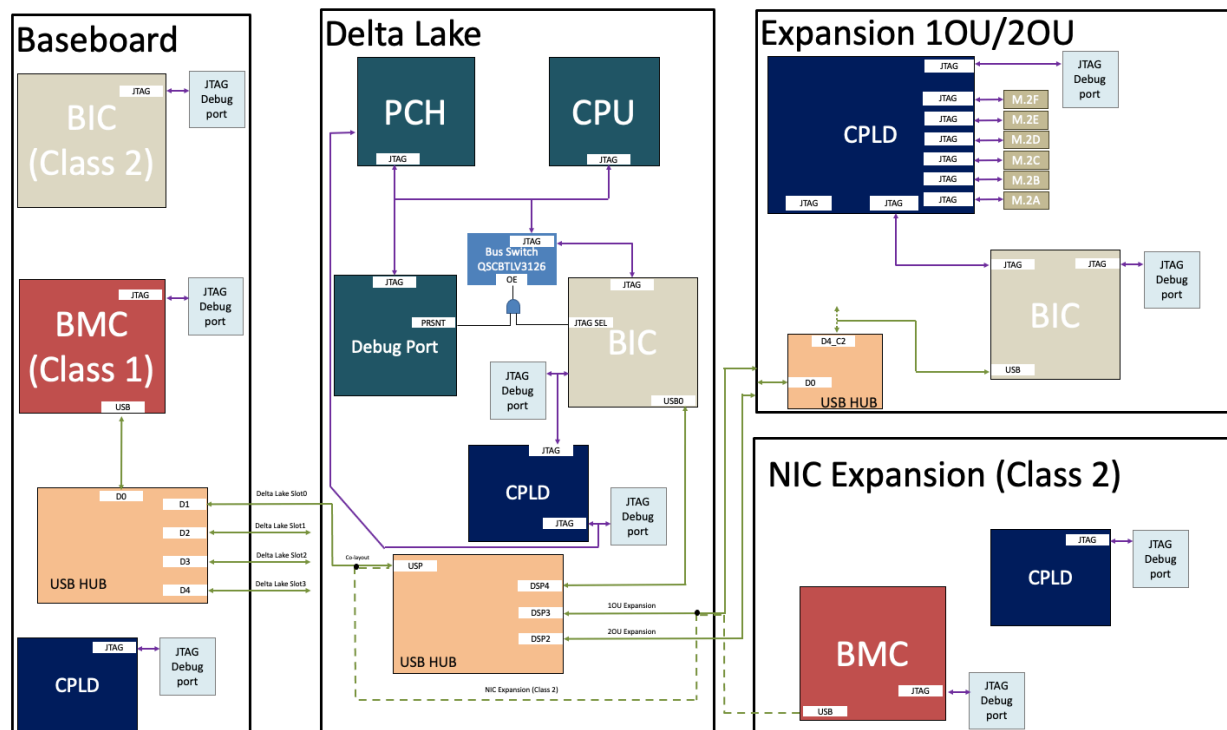 Baseboard
JTAG
BIC
(Class 2)
JTAG
Debug
port
JTAG
BMC
(Class 1)
USB
JTAG
Debug
port
D0
D1
D2
D3
D4
USB HUB
Delta Lake Slot0
Delta Lake Slot1
Delta Lake Slot2
Delta Lake Slot3
JTAG
CPLD
JTAG
Debug
port
Delta Lake
PCH
JTAG
CPU
JTAG
JTAG
Bus Switch
QSCBTLV3126
OE
JTAG
PRSNT
Debug Port
JTAG
JTAG SEL
BIC
USB0
JTAG
Debug
port
JTAG
CPLD
JTAG
JTAG
Debug
port
Co-layout
USP
DSP4
DSP3
DSP2
USB HUB
1OU Expansion
2OU Expansion
NIC Expansion (Class 2)
Expansion 1OU/2OU
JTAG
JTAG
JTAG
JTAG
JTAG
JTAG
JTAG
CPLD
JTAG
JTAG
JTAG
Debug
port
M.2F
M.2E
M.2D
M.2C
M.2B
M.2A
JTAG
JTAG
BIC
USB
JTAG
Debug
port
D4_C2
D0
USB HUB
NIC Expansion (Class 2)
JTAG
CPLD
JTAG
Debug
port
BMC
JTAG
USB
JTAG
Debug
port